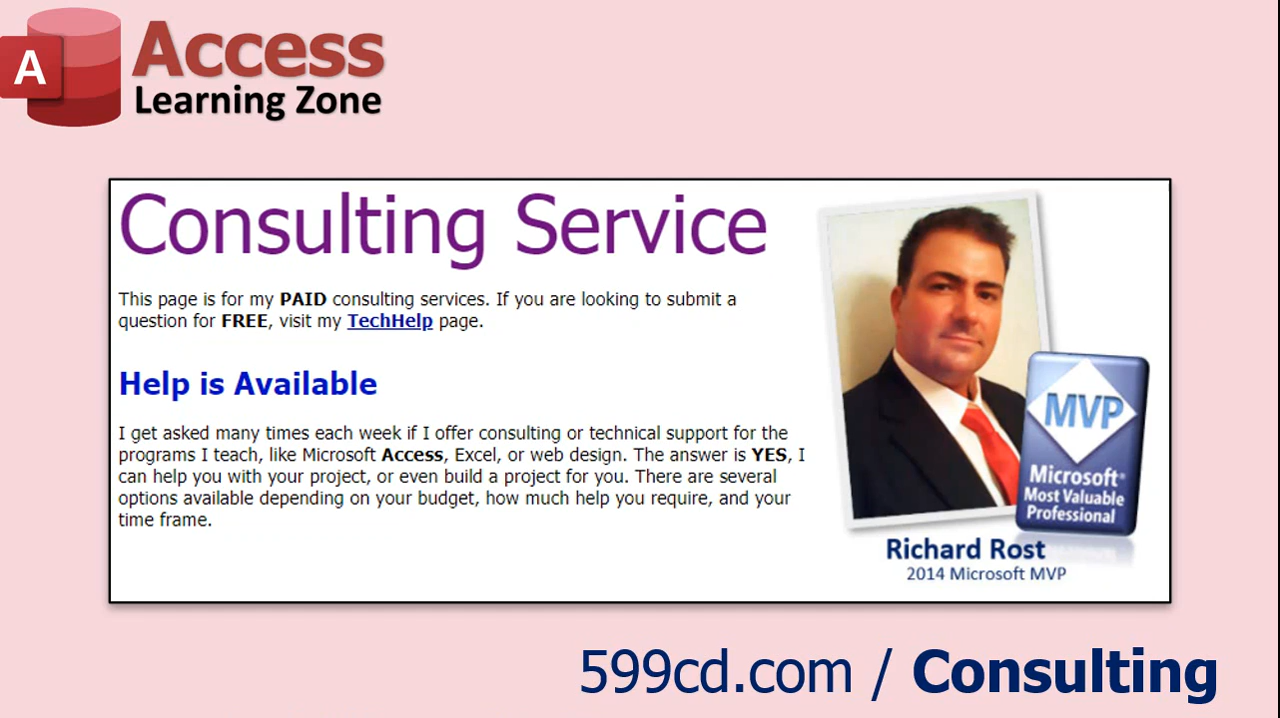 A
Access
Learning Zone
Consulting Service
This page is for my PAID consulting services. If you are looking to submit a
question for FREE, visit my TechHelp page.
Help is Available
I get asked many times each week if I offer consulting or technical support for the
programs I teach, like Microsoft Access, Excel, or web design. The answer is YES, I
can help you with your project, or even build a project for you. There are several
options available depending on your budget, how much help you require, and your
time frame.
MVP
Microsoft®
Most Valuable
Professional
Richard Rost
2014 Microsoft MVP
599cd.com / Consulting